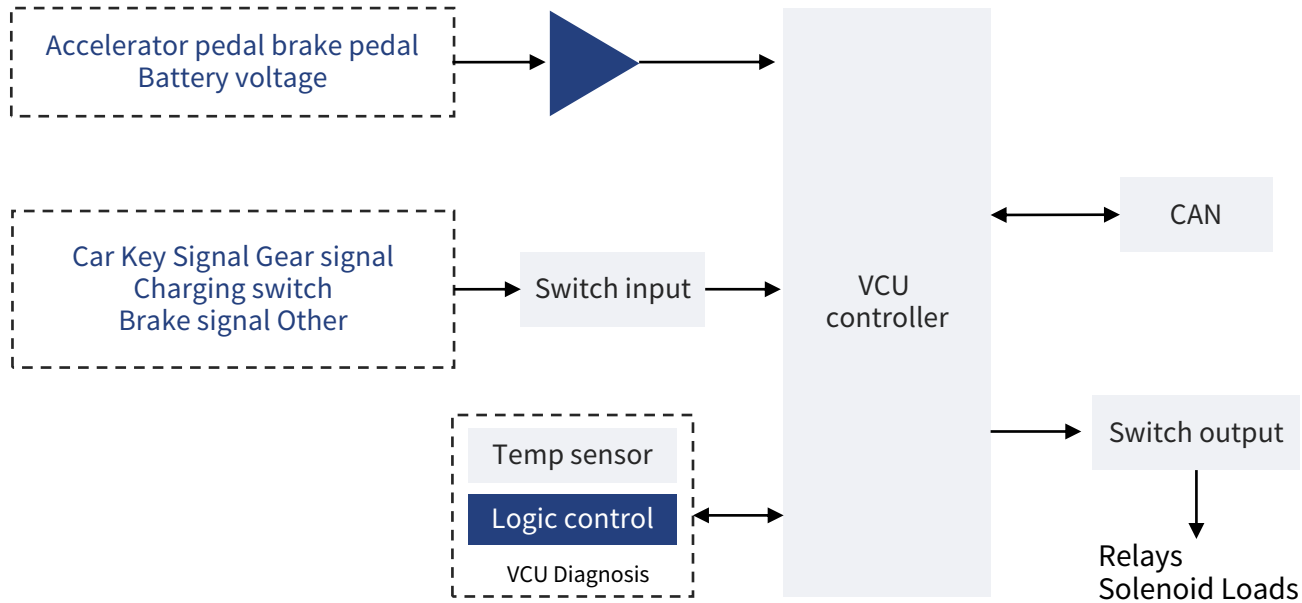 Accelerator pedal brake pedal
Battery voltage
Car Key Signal Gear signal
Charging switch
Brake signal Other
Switch input
VCU
controller
CAN
Switch output
Temp sensor
Logic control
VCU Diagnosis
Relays
Solenoid Loads